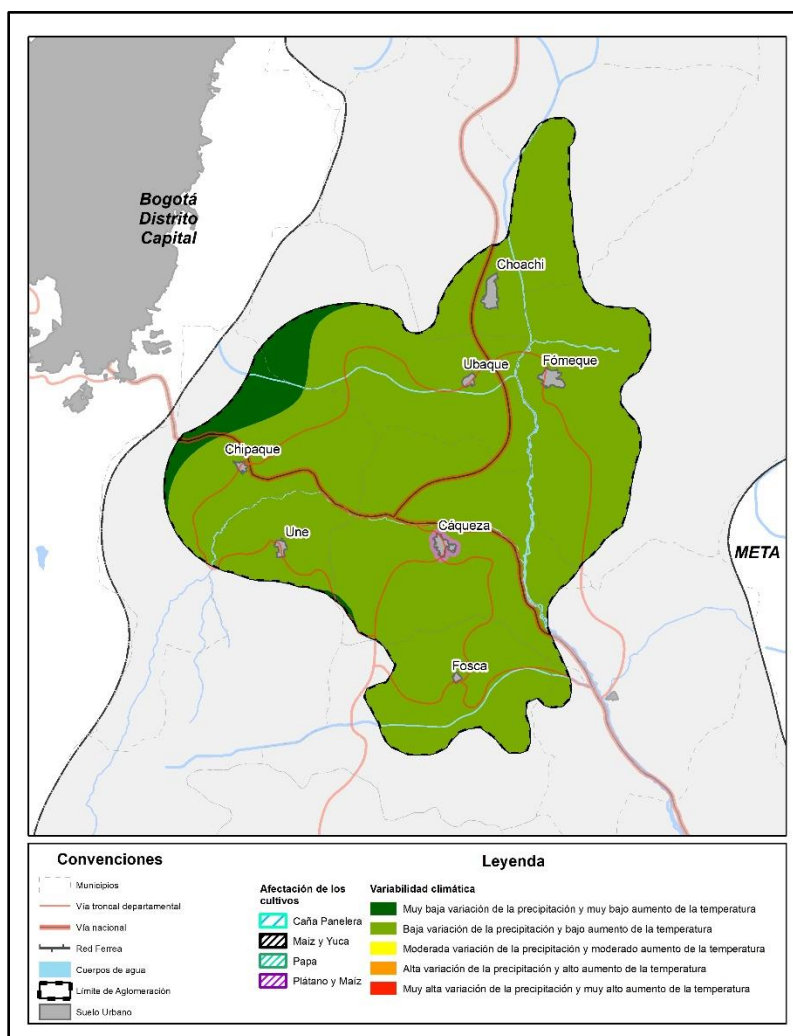 Bogotá
Distrito
Capital
Choachí
Ubaque
Fómeque
Chipaque
Une
Cáqueza
META
Fosca
Convenciones
Municipios
Vía troncal departamental
Vía nacional
Red Ferrea
Cuerpos de agua
Límite de Aglomeración
Suelo Urbano
Leyenda
Afectación de los
cultivos
Caña Panelera
Maíz y Yuca
Papa
Plátano y Maíz
Variabilidad climática
Muy baja variación de la precipitación y muy bajo aumento de la temperatura
Baja variación de la precipitación y bajo aumento de la temperatura
Moderada variación de la precipitación y moderado aumento de la temperatura
Alta variación de la precipitación y alto aumento de la temperatura
Muy alta variación de la precipitación y muy alto aumento de la temperatura